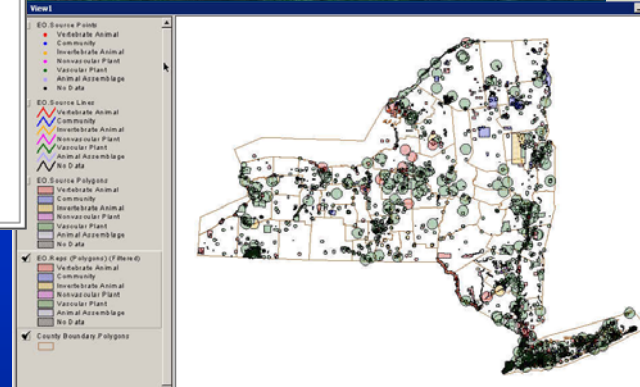 View1
EO.Source Points
Vertebrate Animal
Community
Invertebrate Animal
Nonvascular Plant
Vascular Plant
Animal Assemblage
No Data
EO.Source Lines
Vertebrate Animal
Community
Invertebrate Animal
Nonvascular Plant
Vascular Plant
Animal Assemblage
No Data
EO.Source Polygons
Vertebrate Animal
Community
Invertebrate Animal
Nonvascular Plant
Vascular Plant
Animal Assemblage
No Data
EO.Reps (Polygons) (Filtered)
Vertebrate Animal
Community
Invertebrate Animal
Nonvascular Plant
Vascular Plant
Animal Assemblage
No Data
County Boundary.Polygons